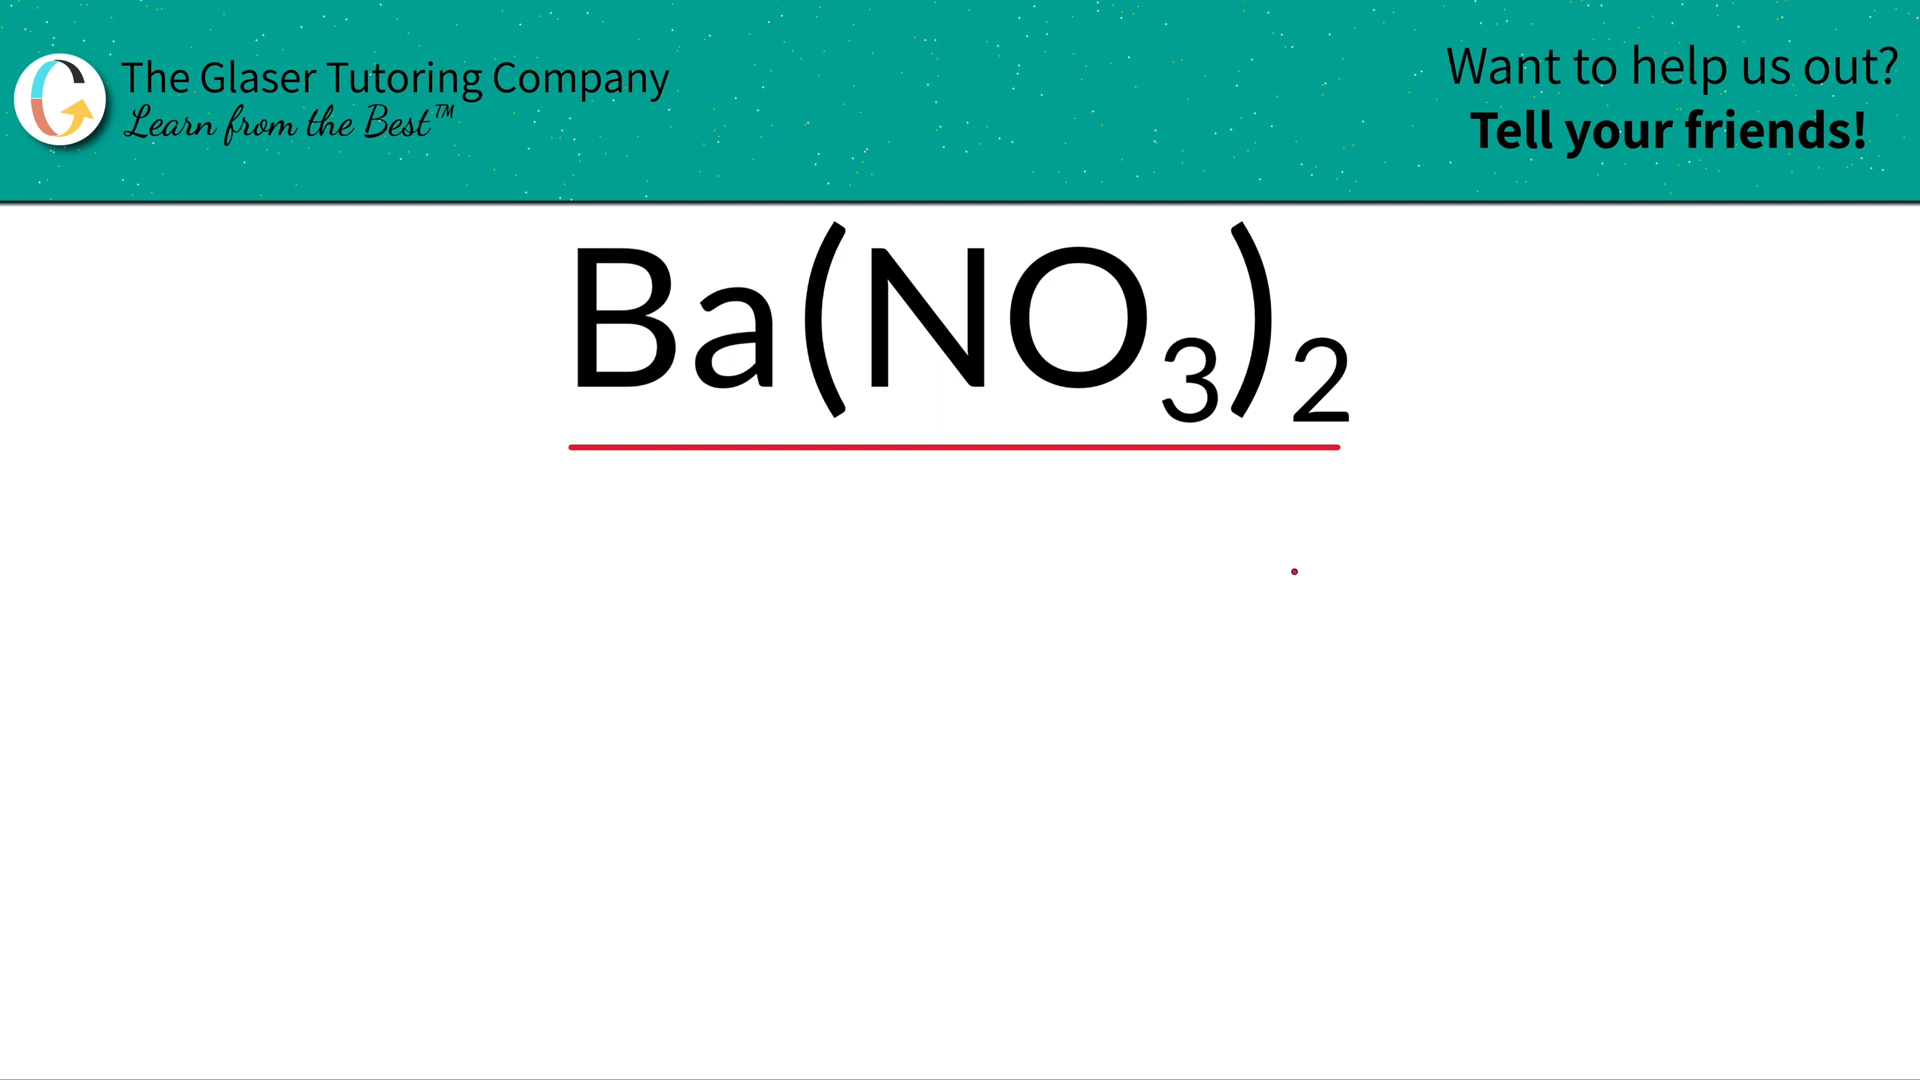 The Glaser Tutoring Company
Learn from the Best™
Want to help us out?
Tell your friends!
Ba(NO₃)₂